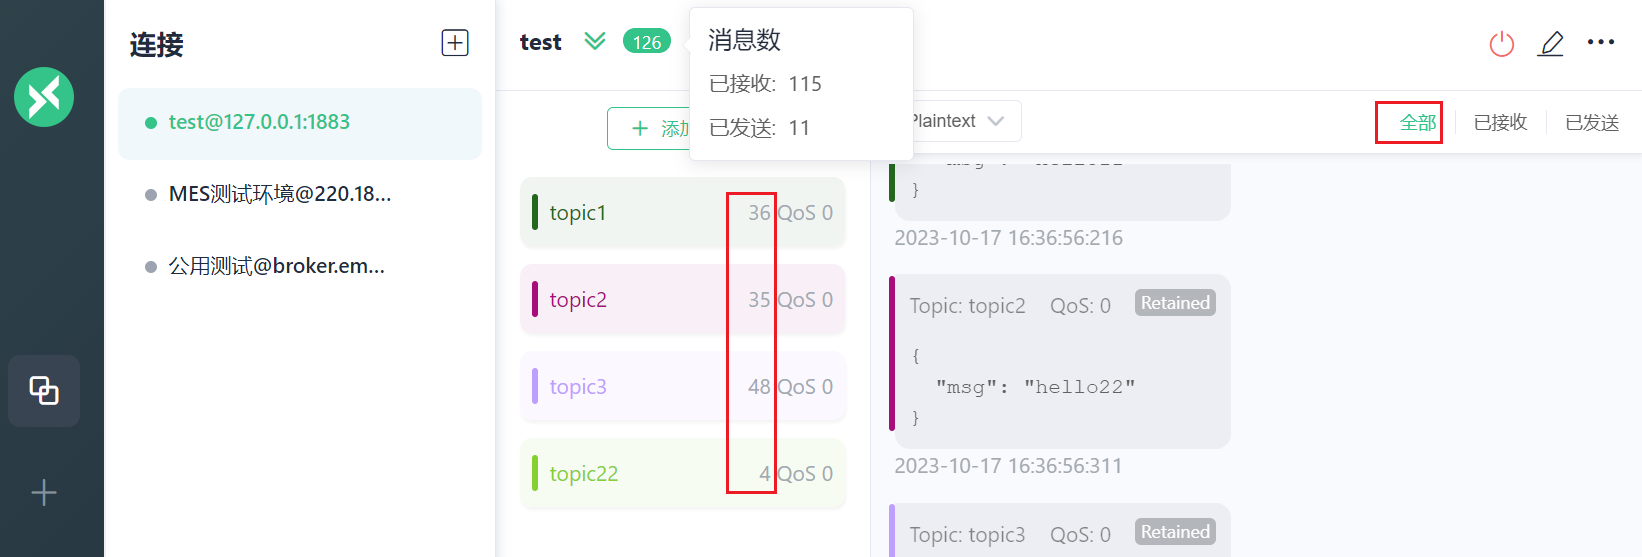 连接
test@127.0.0.1:1883
MES测试环境@220.18...
公用测试@broker.em...
test
126
消息数
已接收: 115
已发送: 11
添加
Plaintext
全部
已接收
已发送
topic1 36 QoS 0
topic2 35 QoS 0
topic3 48 QoS 0
topic22 4 QoS 0
}
2023-10-17 16:36:56:216
Topic: topic2 QoS: 0 Retained
{
"msg": "hello22"
}
2023-10-17 16:36:56:311
Topic: topic3 QoS: 0 Retained